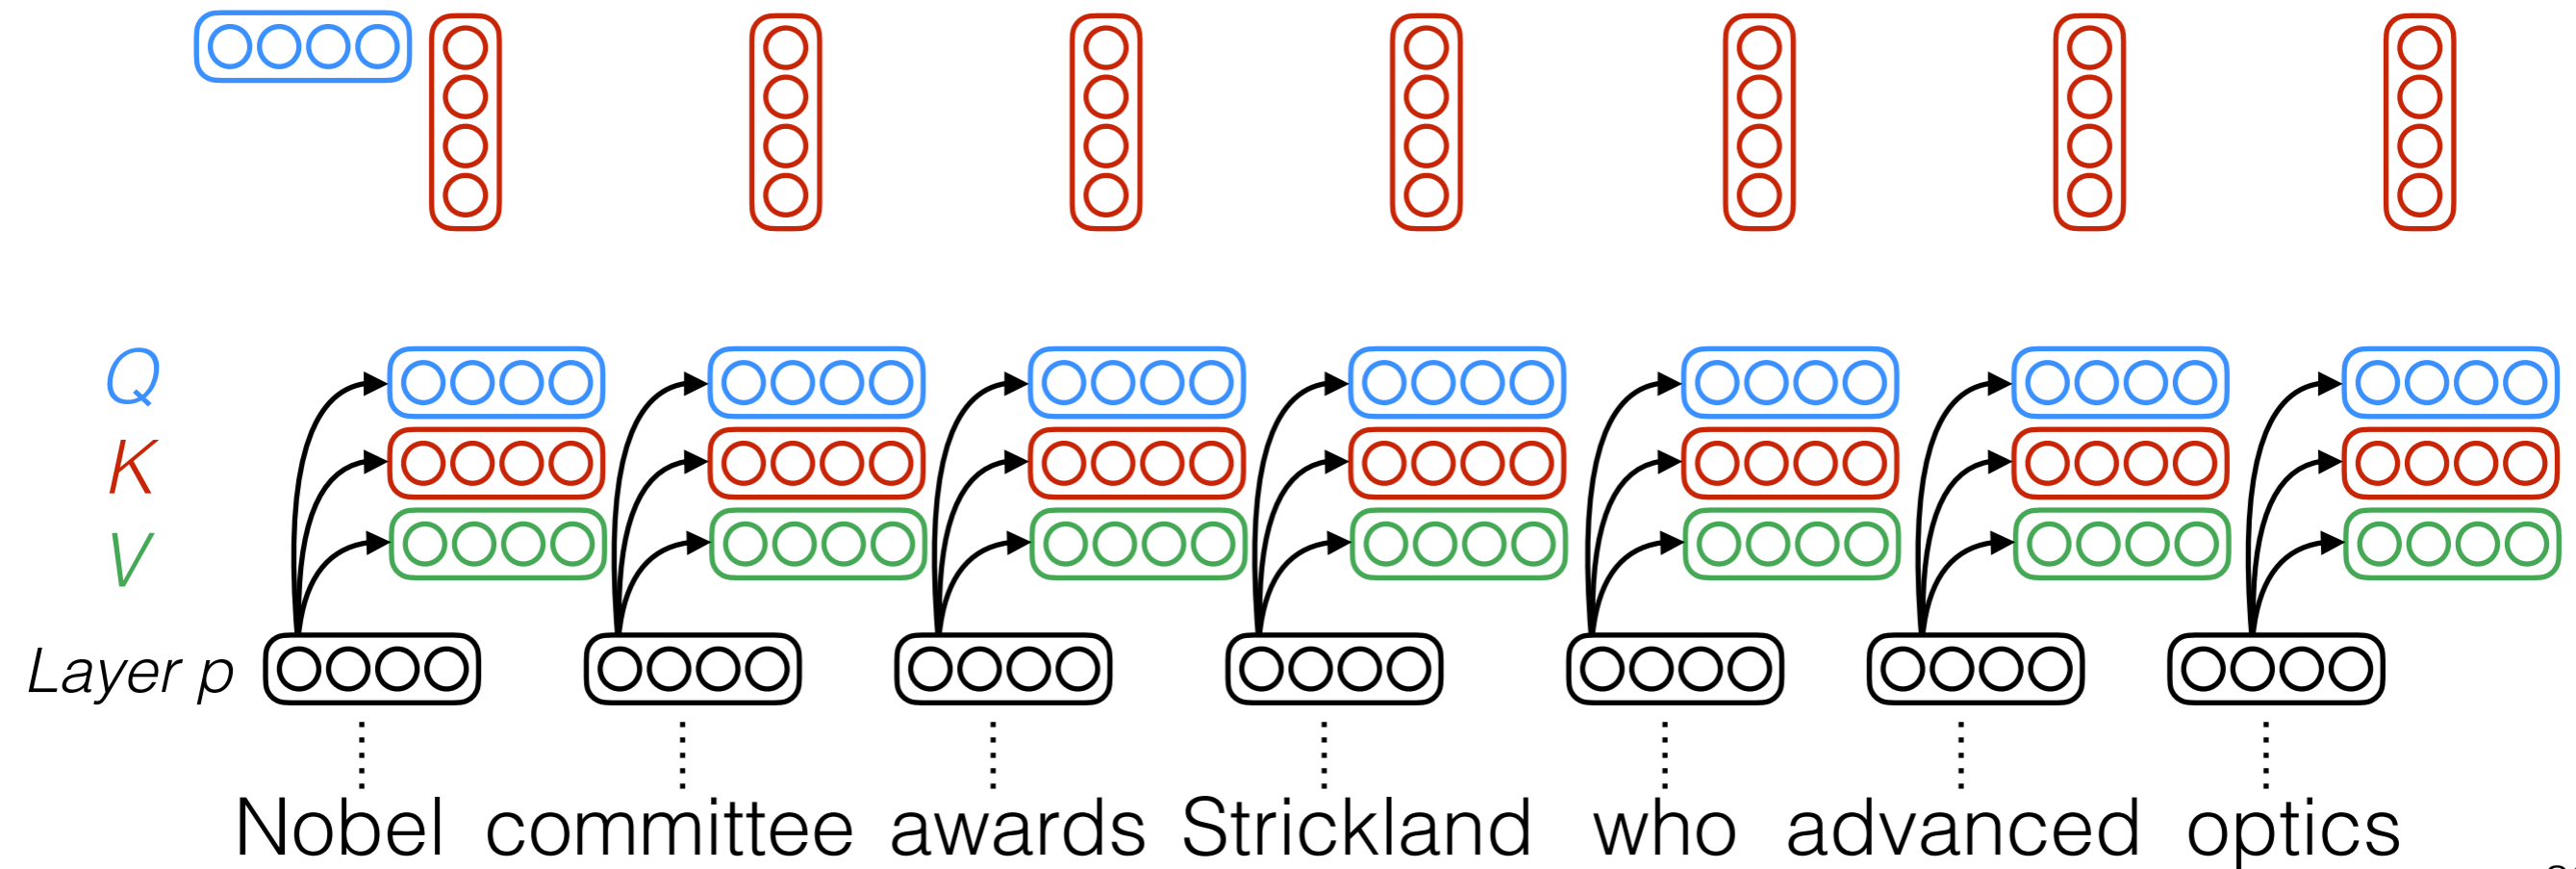 Q
K
V
Layer p
Nobel committee awards Strickland who advanced optics